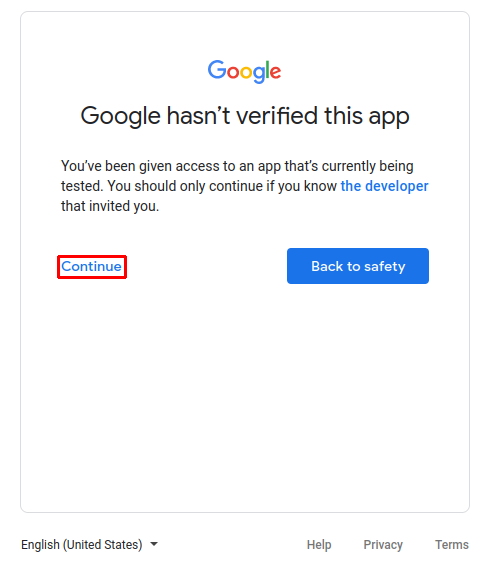 Google
Google hasn’t verified this app
You’ve been given access to an app that’s currently being
tested. You should only continue if you know the developer
that invited you.
Continue
Back to safety
English (United States)
Help
Privacy
Terms